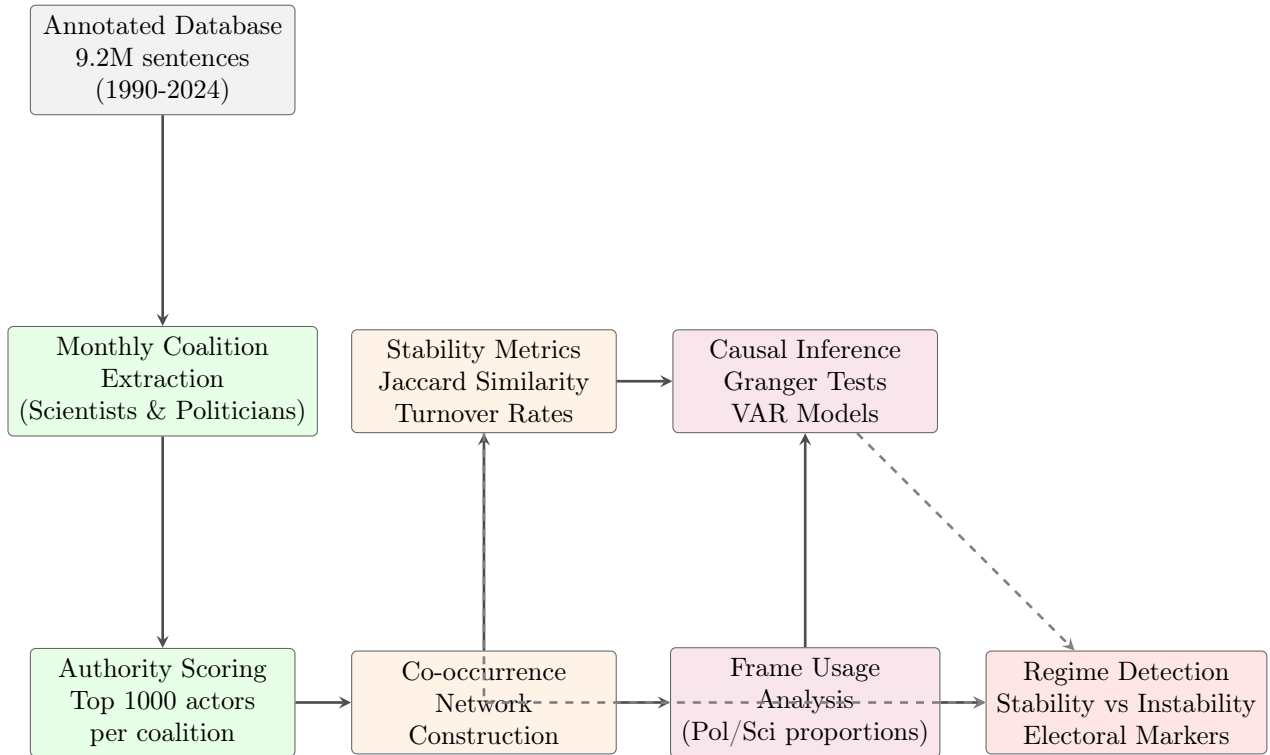 Annotated Database
9.2M sentences
(1990-2024)
Monthly Coalition
Extraction
(Scientists & Politicians)
Stability Metrics
Jaccard Similarity
Turnover Rates
Causal Inference
Granger Tests
VAR Models
Authority Scoring
Top 1000 actors
per coalition
Co-occurrence
Network
Construction
Frame Usage
Analysis
(Pol/Sci proportions)
Regime Detection
Stability vs Instability
Electoral Markers